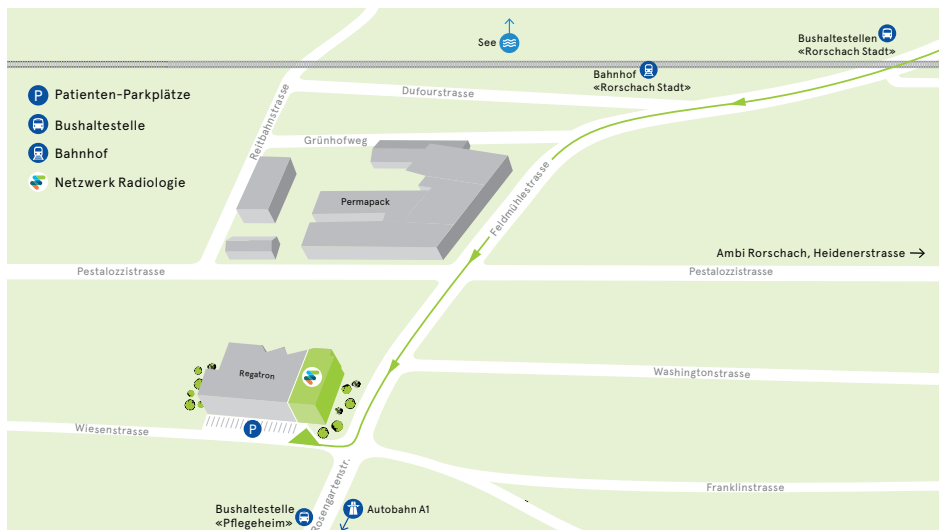 See
Bushaltestellen
«Rorschach Stadt»
Bahnhof
«Rorschach Stadt»
P Patienten-Parkplätze
Bushaltestelle
Bahnhof
Netzwerk Radiologie
Dufourstrasse
Reitbahnstrasse
Grünhofweg
Permapack
Feldmühlestrasse
Ambi Rorschach, Heidenerstrasse →
Pestalozzistrasse
Pestalozzistrasse
Regatron
Washingtonstrasse
Wiesenstrasse
P
Rosengartenstr.
Franklinstrasse
Bushaltestelle
«Pflegeheim»
Autobahn A1